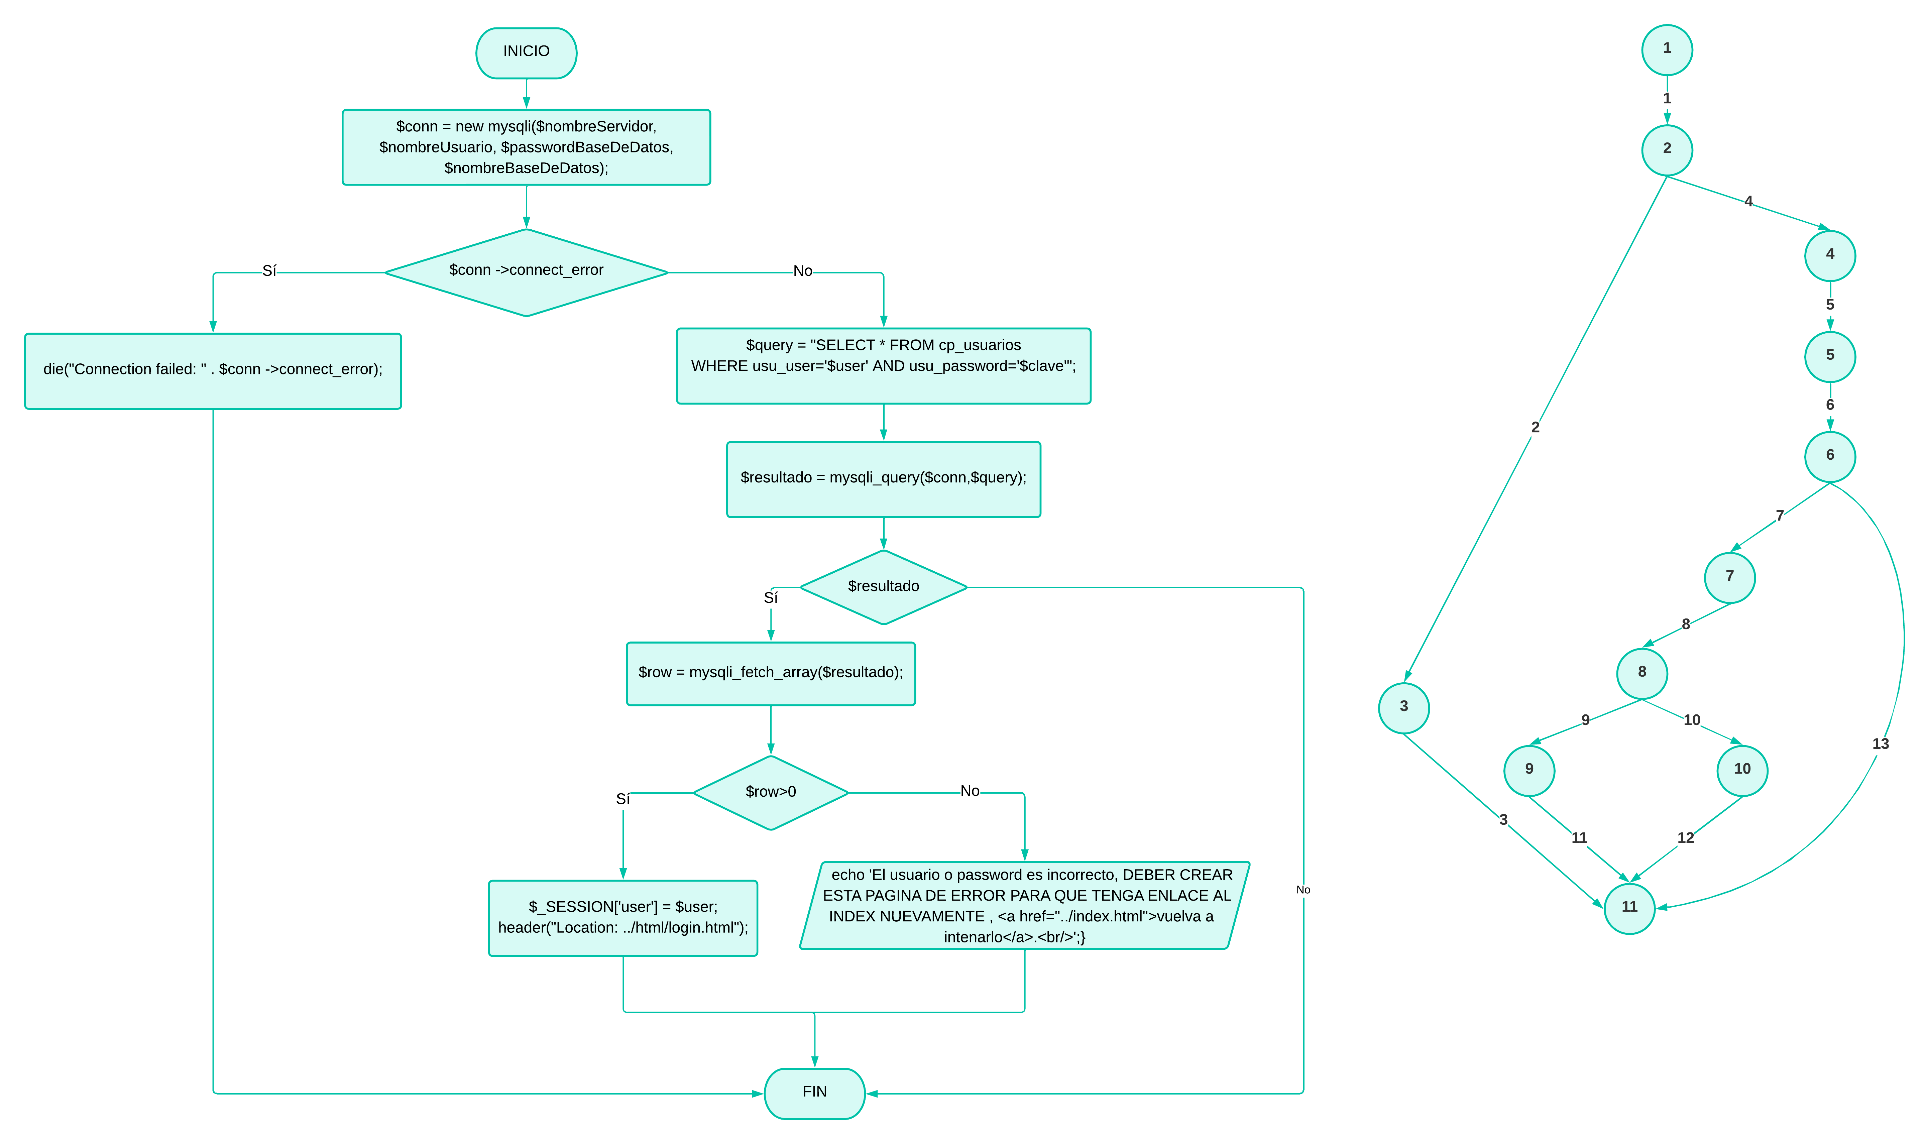 INICIO
$conn = new mysqli($nombreServidor,
$nombreUsuario, $passwordBaseDeDatos,
$nombreBaseDeDatos);
$conn ->connect_error
Sí
No
die("Connection failed: " . $conn ->connect_error);
$query = "SELECT * FROM cp_usuarios
WHERE usu_user='$user' AND usu_password='$clave'";
$resultado = mysqli_query($conn,$query);
$resultado
Sí
No
$row = mysqli_fetch_array($resultado);
$row>0
Sí
No
$_SESSION['user'] = $user;
header("Location: ../html/login.html");
echo 'El usuario o password es incorrecto, DEBER CREAR
ESTA PAGINA DE ERROR PARA QUE TENGA ENLACE AL
INDEX NUEVAMENTE , <a href="../index.html">vuelva a
intenarlo</a>.<br/>';}
FIN
1
1
2
4
4
5
5
6
6
2
7
7
8
8
3
9
10
9
10
13
3
11
12
11